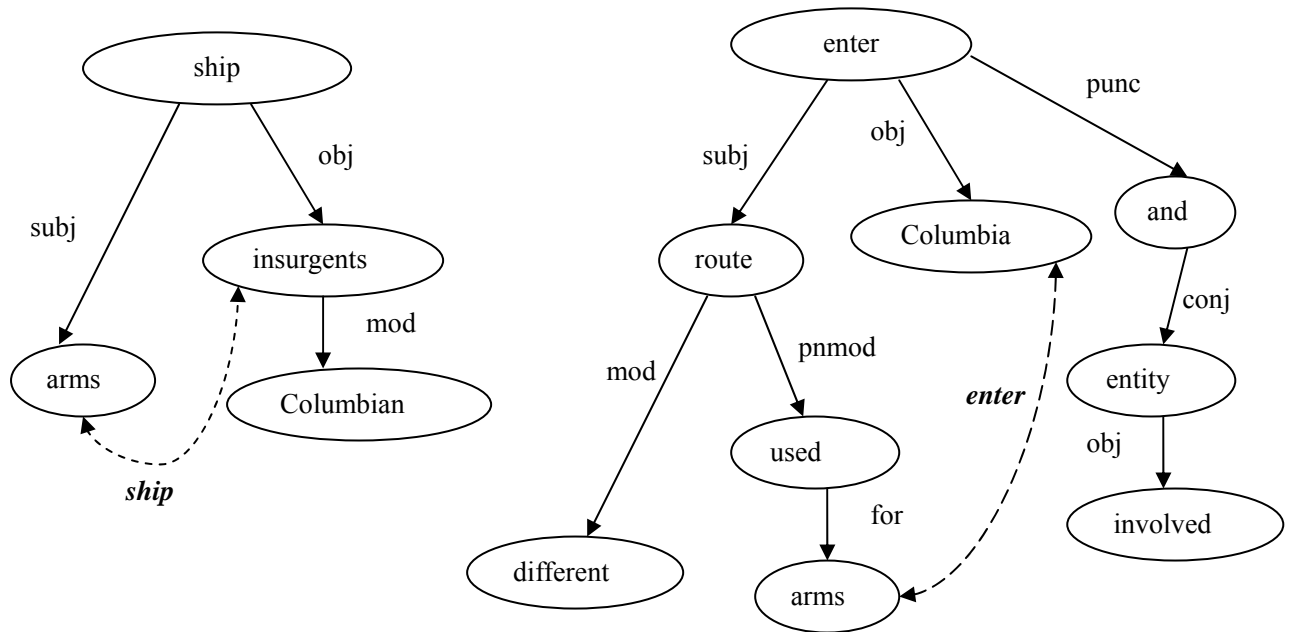 ship
subj
obj
insurgents
mod
arms
Columbian
ship
enter
subj
obj
punc
route
Columbia
and
mod
pnmod
conj
used
enter
entity
for
obj
different
arms
involved